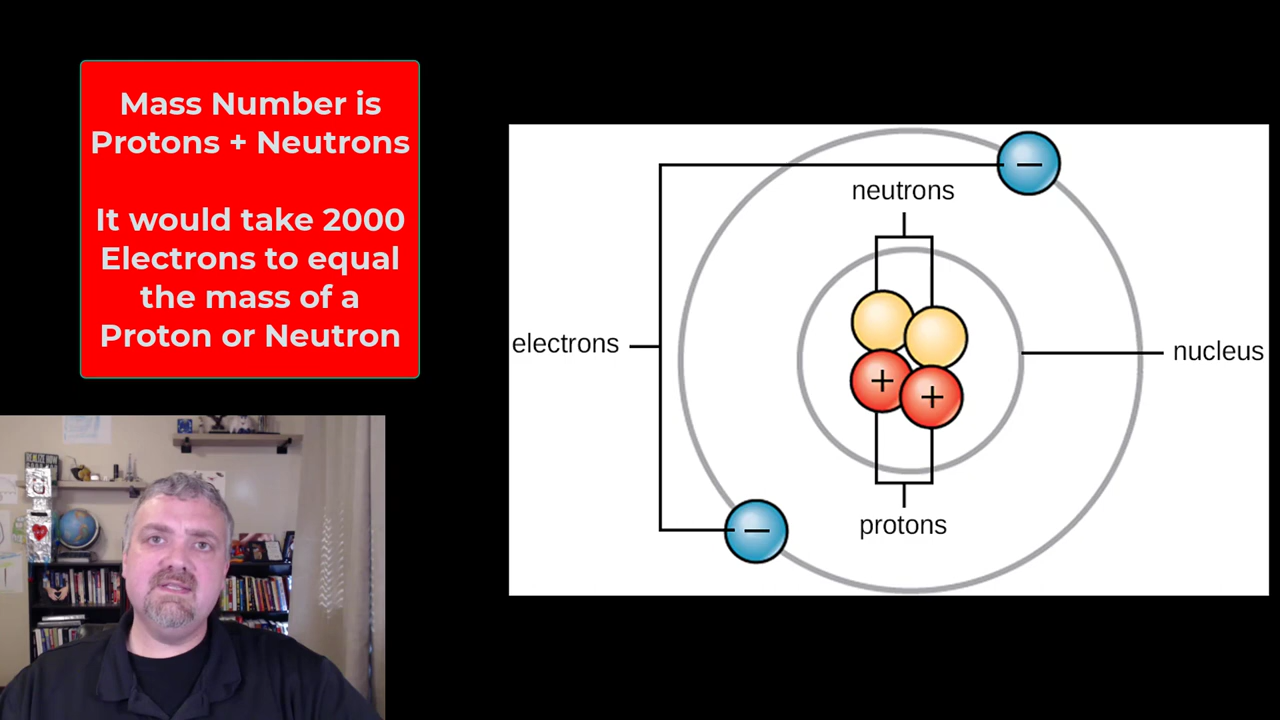 Mass Number is
Protons + Neutrons
It would take 2000
Electrons to equal
the mass of a
Proton or Neutron
neutrons
electrons
nucleus
protons
−
+
+
−